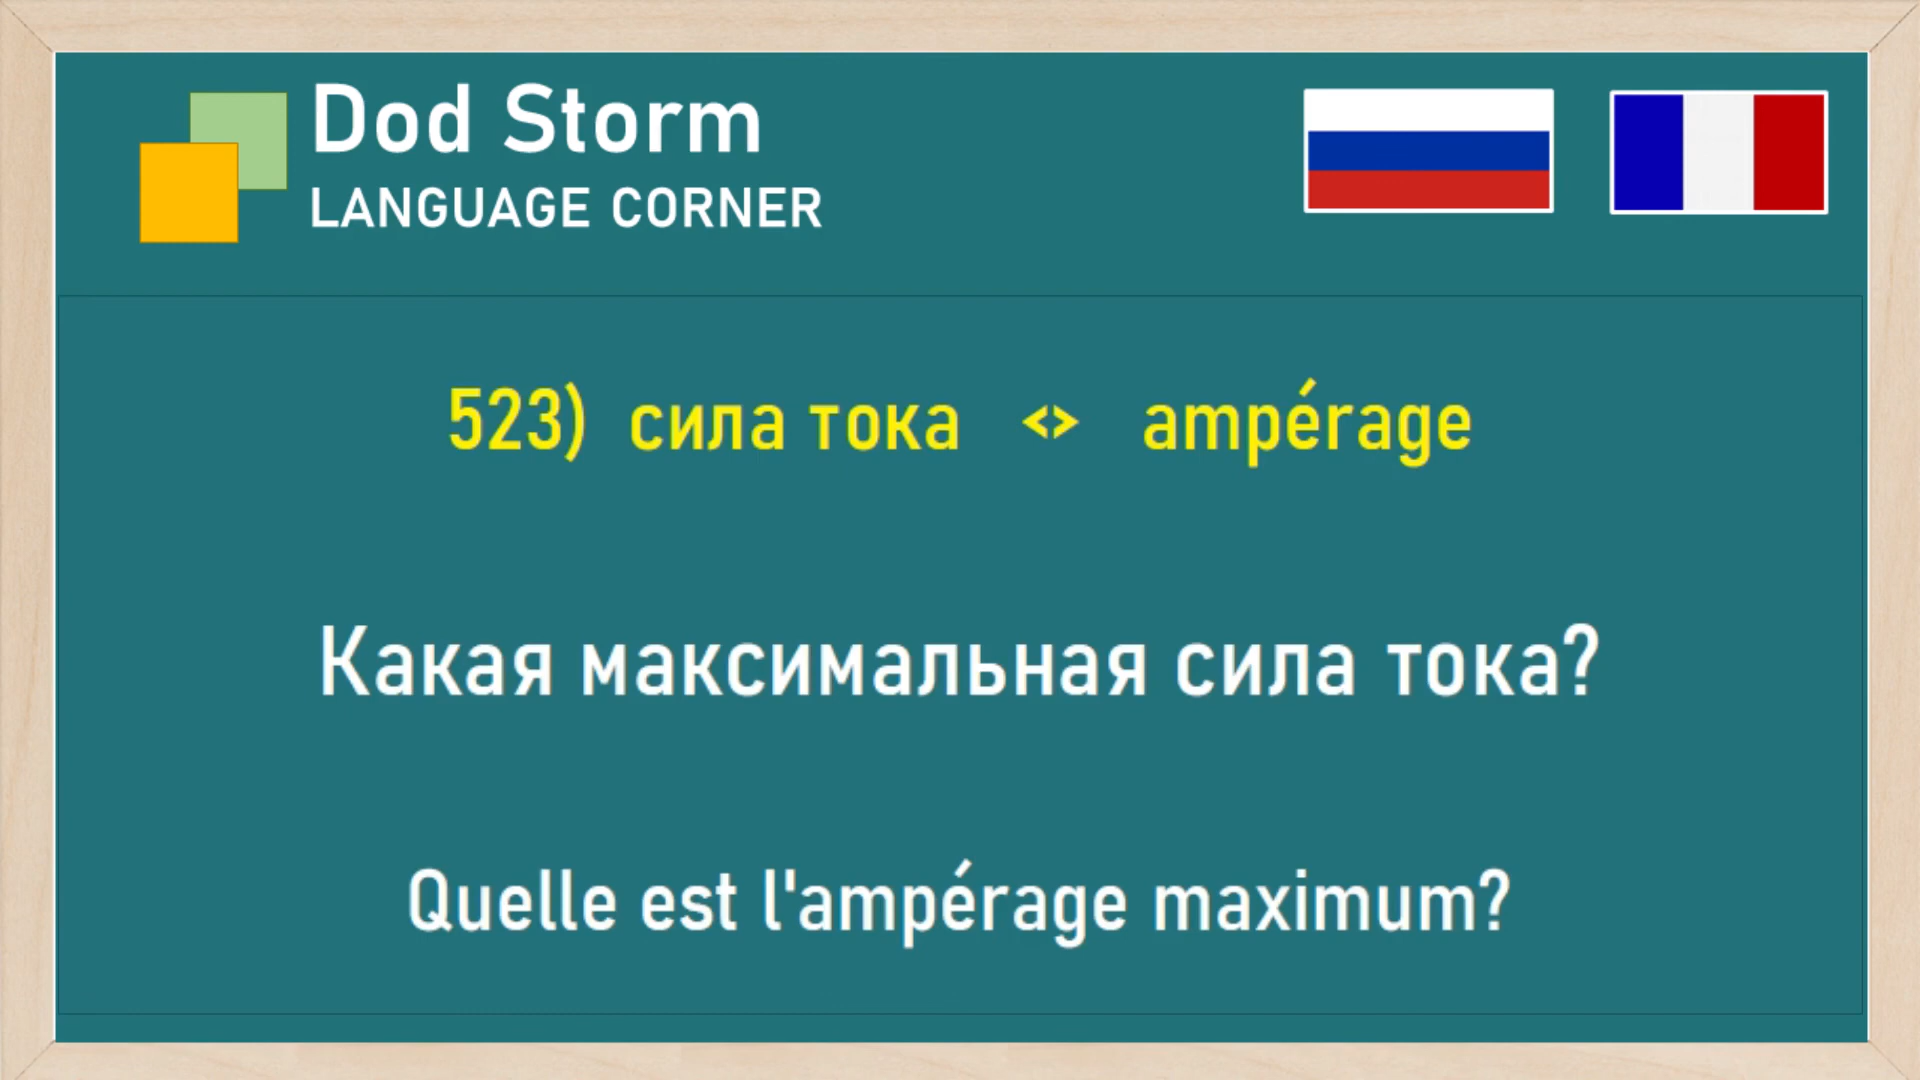 Dod Storm
LANGUAGE CORNER
523) сила тока <> ampérage
Какая максимальная сила тока?
Quelle est l'ampérage maximum?